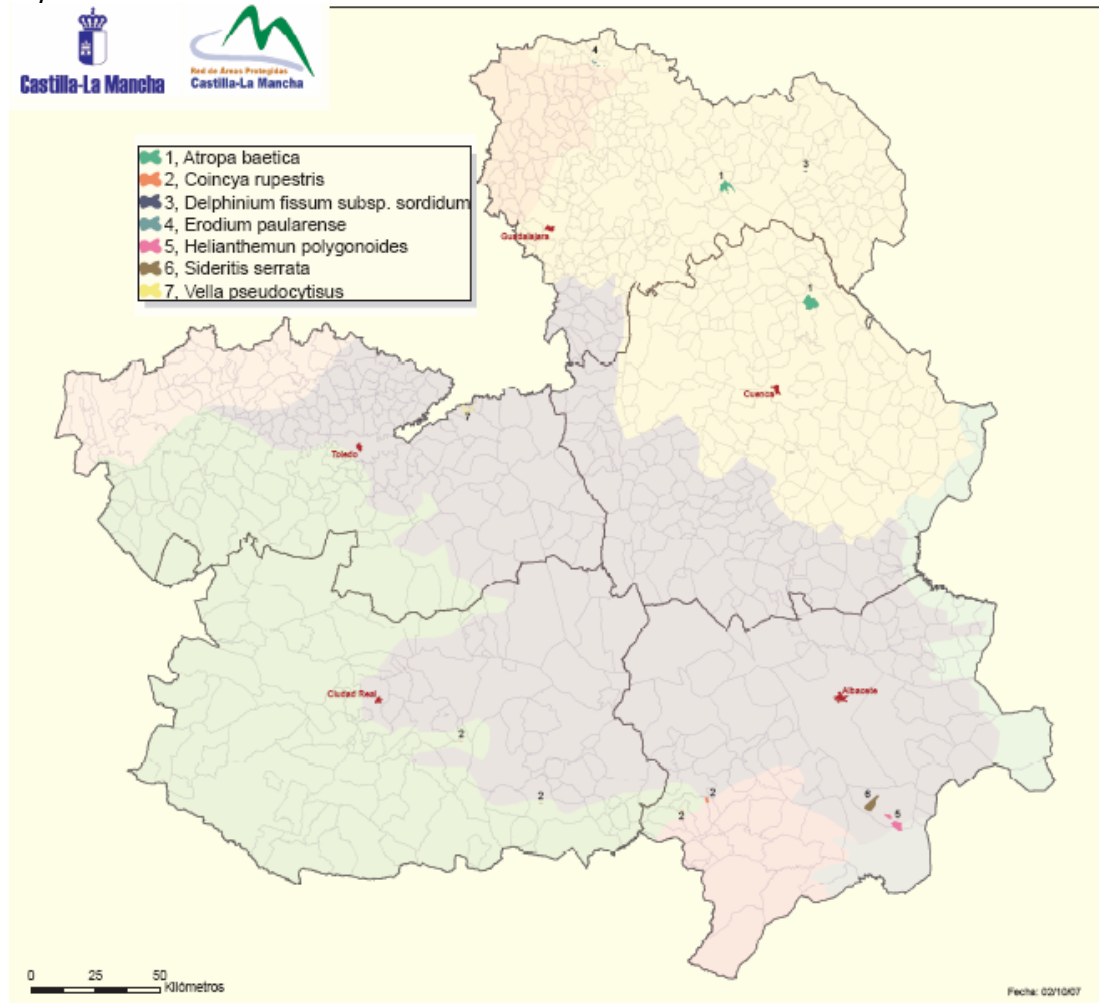 Castilla-La Mancha
Red de Áreas Protegidas
Castilla-La Mancha
1, Atropa baetica
2, Coincya rupestris
3, Delphinium fissum subsp. sordidum
4, Erodium paularense
5, Helianthemun polygonoides
6, Sideritis serrata
7, Vella pseudocytisus
4
3
1
Guadalajara
1
Cuenca
7
Toledo
Ciudad Real
Albacete
2
2
2
2
6
5
0 25 50
Kilómetros
Fecha: 02/10/07